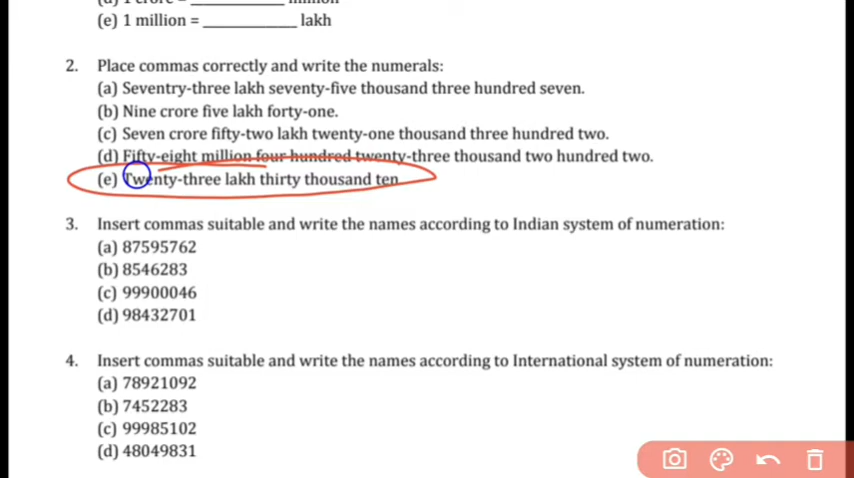 (e) 1 million = __________ lakh
2. Place commas correctly and write the numerals:
(a) Seventry-three lakh seventy-five thousand three hundred seven.
(b) Nine crore five lakh forty-one.
(c) Seven crore fifty-two lakh twenty-one thousand three hundred two.
(d) Fifty-eight million four hundred twenty-three thousand two hundred two.
(e) Twenty-three lakh thirty thousand ten
3. Insert commas suitable and write the names according to Indian system of numeration:
(a) 87595762
(b) 8546283
(c) 99900046
(d) 98432701
4. Insert commas suitable and write the names according to International system of numeration:
(a) 78921092
(b) 7452283
(c) 99985102
(d) 48049831